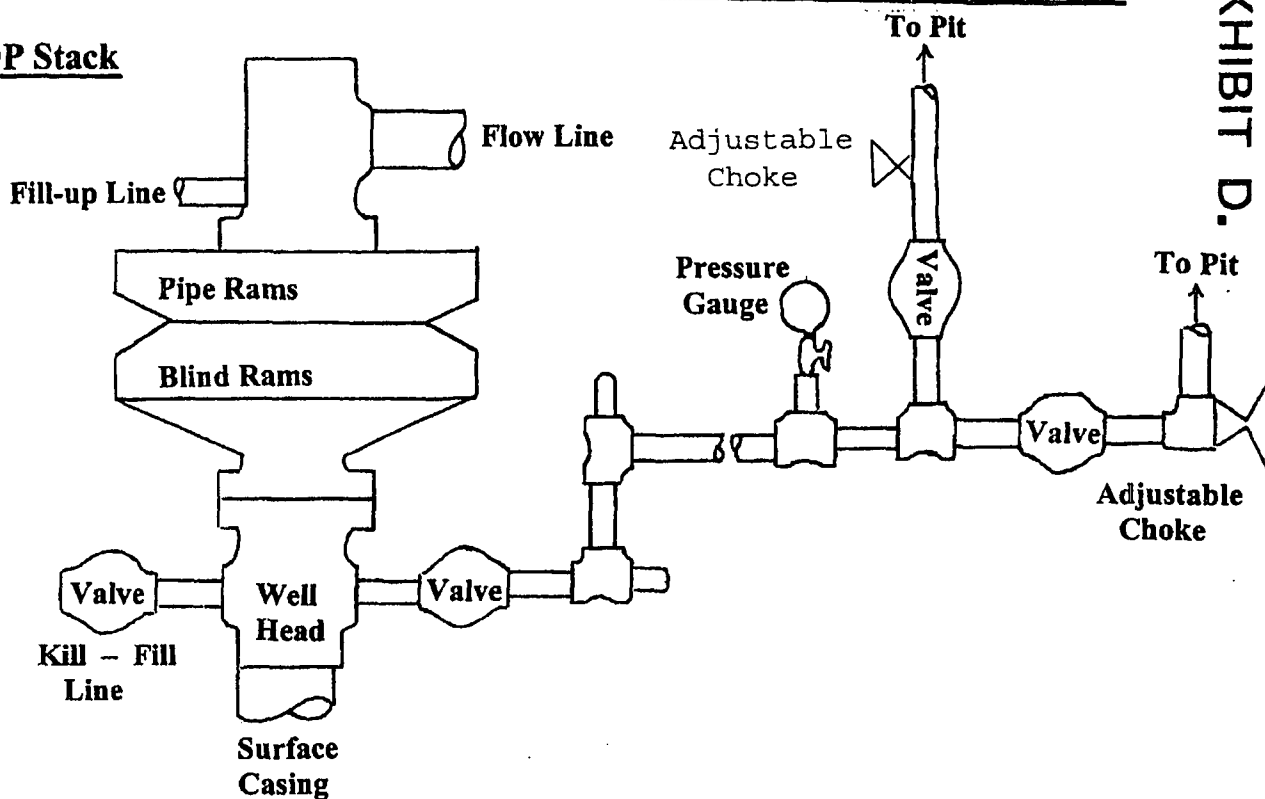 P Stack
To Pit
XHIBIT D.
Flow Line
Adjustable
Choke
Fill-up Line
Valve
Pressure
Gauge
To Pit
Pipe Rams
Blind Rams
Valve
Adjustable
Choke
Valve
Well
Head
Valve
Kill – Fill
Line
Surface
Casing